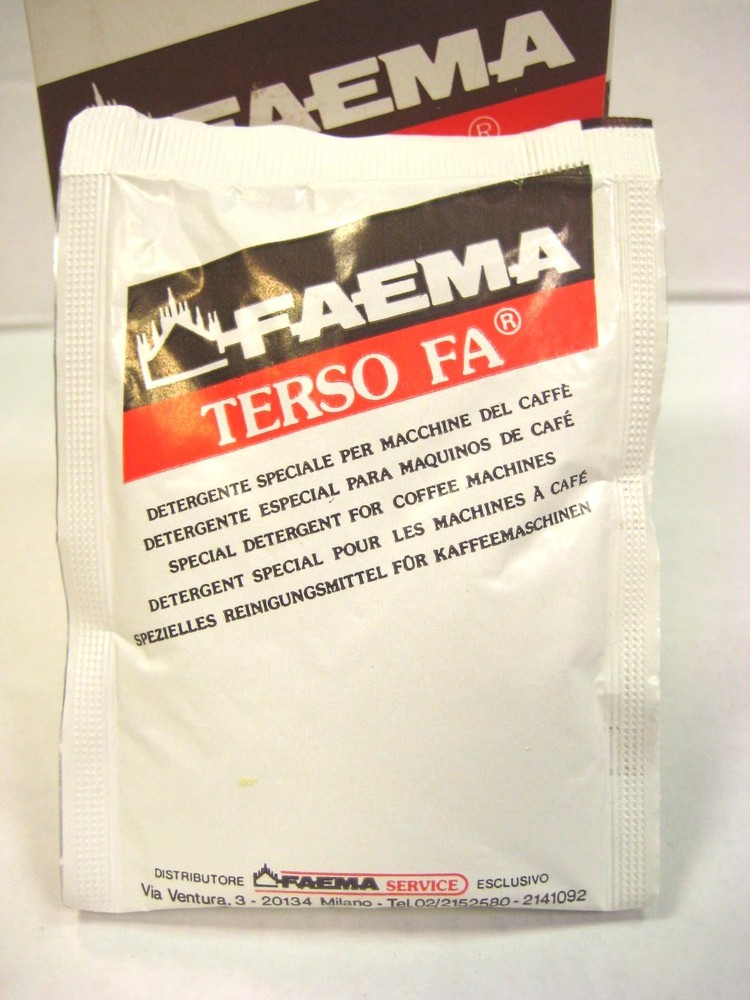 FAEMA
®
FAEMA
TERSO FA®
DETERGENTE SPECIALE PER MACCHINE DEL CAFFÈ
DETERGENTE ESPECIAL PARA MAQUINOS DE CAFÉ
SPECIAL DETERGENT FOR COFFEE MACHINES
DETERGENT SPECIAL POUR LES MACHINES À CAFÉ
SPEZIELLES REINIGUNGSMITTEL FÜR KAFFEEMASCHINEN
DISTRIBUTORE FAEMA SERVICE ESCLUSIVO
Via Ventura, 3 - 20134 Milano - Tel.02/2152580 - 2141092